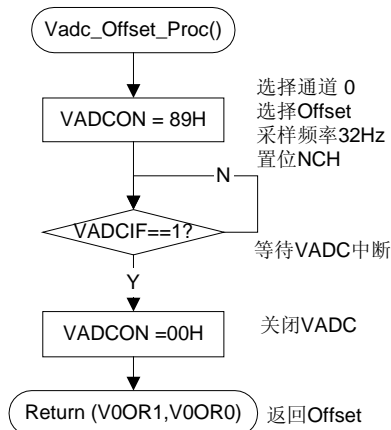 Vadc_Offset_Proc()
选择通道 0
选择Offset
采样频率32Hz
置位NCH
VADCON = 89H
N
VADCIF==1?
等待VADC中断
Y
VADCON =00H
关闭VADC
Return (V0OR1,V0OR0)
返回Offset